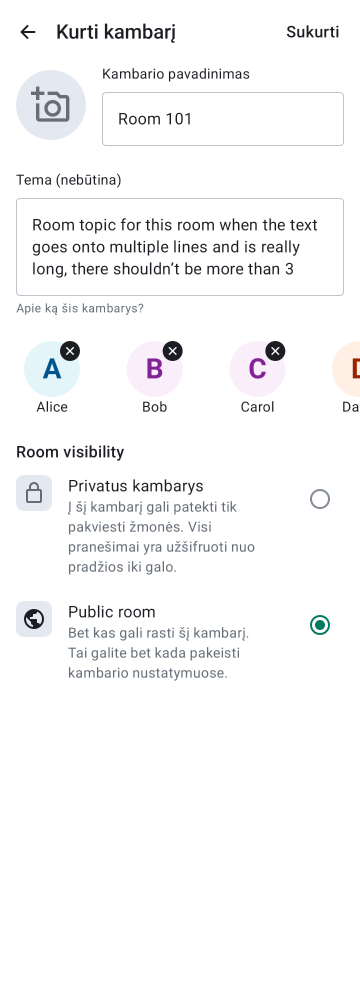 Kurti kambarį
Sukurti
Kambario pavadinimas
Room 101
Tema (nebūtina)
Room topic for this room when the text
goes onto multiple lines and is really
long, there shouldn’t be more than 3
Apie ką šis kambarys?
A
B
C
D
Alice
Bob
Carol
Da
Room visibility
Privatus kambarys
Į šį kambarį gali patekti tik
pakviesti žmonės. Visi
pranešimai yra užšifruoti nuo
pradžios iki galo.
Public room
Bet kas gali rasti šį kambarį.
Tai galite bet kada pakeisti
kambario nustatymuose.